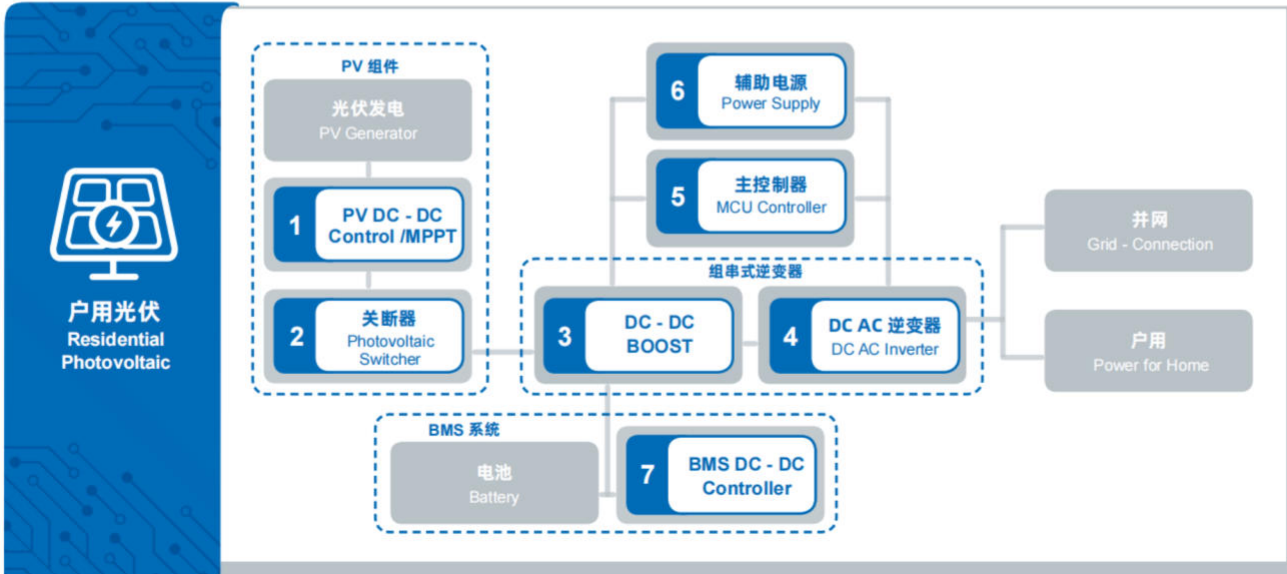 户用光伏
Residential
Photovoltaic
PV 组件
光伏发电
PV Generator
1
PV DC - DC
Control /MPPT
2
关断器
Photovoltaic
Switcher
6
辅助电源
Power Supply
5
主控制器
MCU Controller
组串式逆变器
3
DC - DC
BOOST
4
DC AC 逆变器
DC AC Inverter
并网
Grid - Connection
户用
Power for Home
BMS 系统
电池
Battery
7
BMS DC - DC
Controller